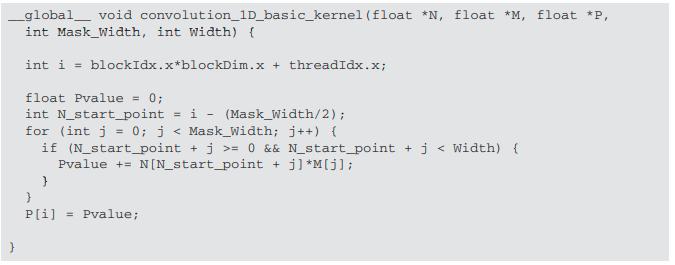 __global__ void convolution_1D_basic_kernel(float *N, float *M, float *P,
int Mask_Width, int Width) {
int i = blockIdx.x*blockDim.x + threadIdx.x;
float Pvalue = 0;
int N_start_point = i - (Mask_Width/2);
for (int j = 0; j < Mask_Width; j++) {
if (N_start_point + j >= 0 && N_start_point + j < Width) {
Pvalue += N[N_start_point + j]*M[j];
}
}
P[i] = Pvalue;
}